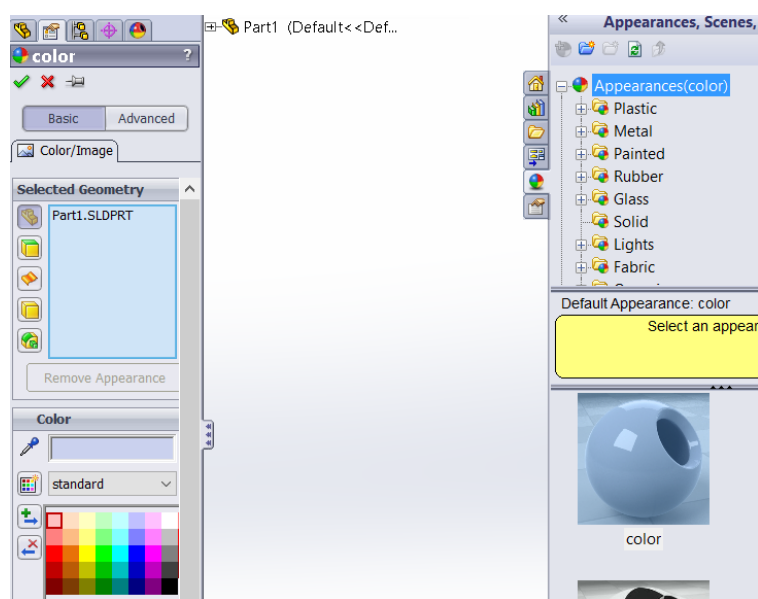 color
?
Basic
Advanced
Color/Image
Selected Geometry
Part1.SLDPRT
Remove Appearance
Color
standard
Part1 (Default<<Def...
« Appearances, Scenes,
Appearances(color)
Plastic
Metal
Painted
Rubber
Glass
Solid
Lights
Fabric
Default Appearance: color
Select an appear
color